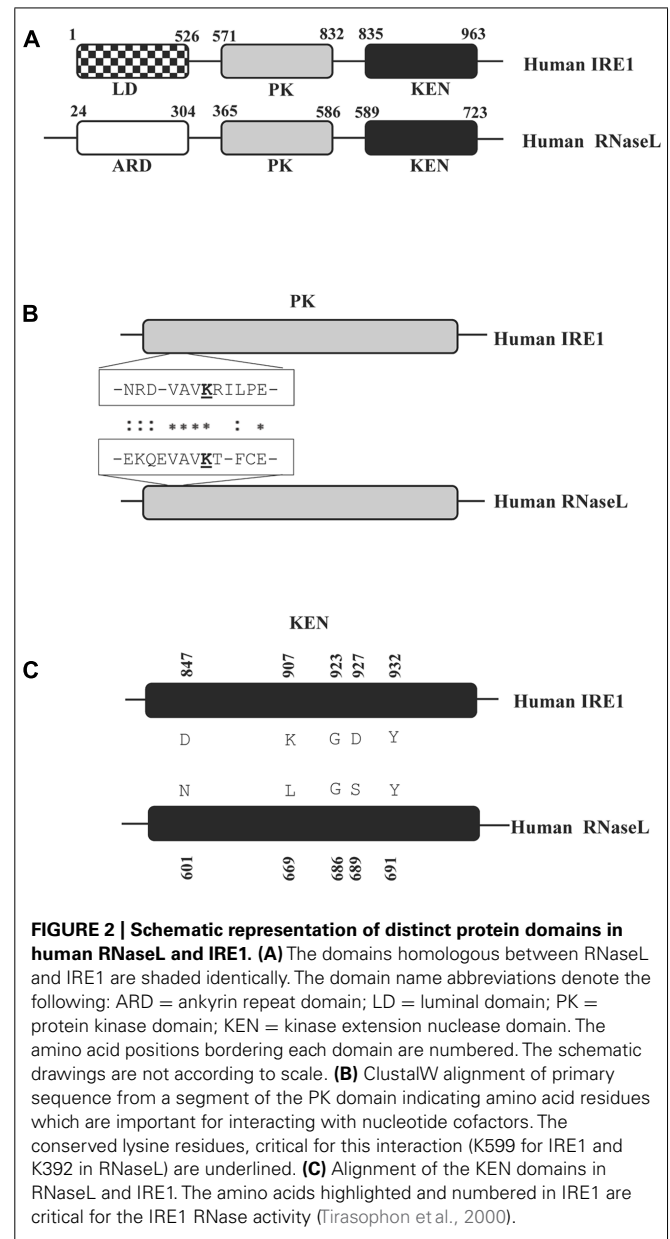 A
1 526 571 832 835 963
Human IRE1
LD PK KEN
24 304 365 586 589 723
Human RNaseL
ARD PK KEN
B
PK
Human IRE1
-NRD-VAVKRILPE-
::: **** : *
-EKQEVAVKT-FCE-
Human RNaseL
C
KEN
847 907 923 927 932
Human IRE1
D K G D Y
N L G S Y
Human RNaseL
601 669 686 689 691
FIGURE 2 | Schematic representation of distinct protein domains in
human RNaseL and IRE1. (A) The domains homologous between RNaseL
and IRE1 are shaded identically. The domain name abbreviations denote the
following: ARD = ankyrin repeat domain; LD = luminal domain; PK =
protein kinase domain; KEN = kinase extension nuclease domain. The
amino acid positions bordering each domain are numbered. The schematic
drawings are not according to scale. (B) ClustalW alignment of primary
sequence from a segment of the PK domain indicating amino acid residues
which are important for interacting with nucleotide cofactors. The
conserved lysine residues, critical for this interaction (K599 for IRE1 and
K392 in RNaseL) are underlined. (C) Alignment of the KEN domains in
RNaseL and IRE1. The amino acids highlighted and numbered in IRE1 are
critical for the IRE1 RNase activity (Tirasophon et al., 2000).